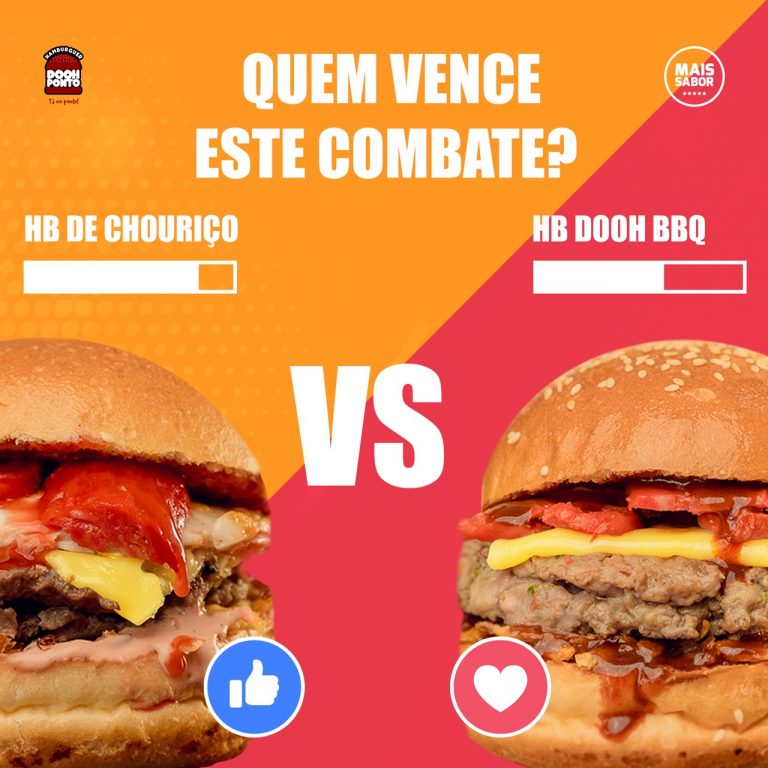 HAMBURGUER
DOOH
PONTO
Tá no ponto!
MAIS
SABOR
QUEM VENCE
ESTE COMBATE?
HB DE CHOURIÇO
HB DOOH BBQ
VS